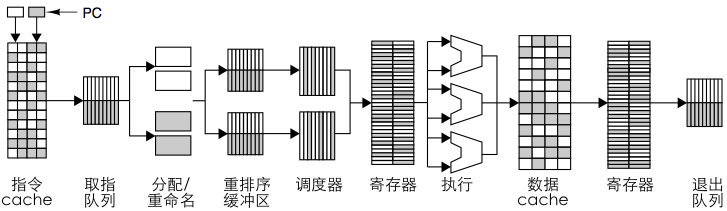 PC
指令
cache
取指
队列
分配/
重命名
重排序
缓冲区
调度器
寄存器
执行
数据
cache
寄存器
退出
队列